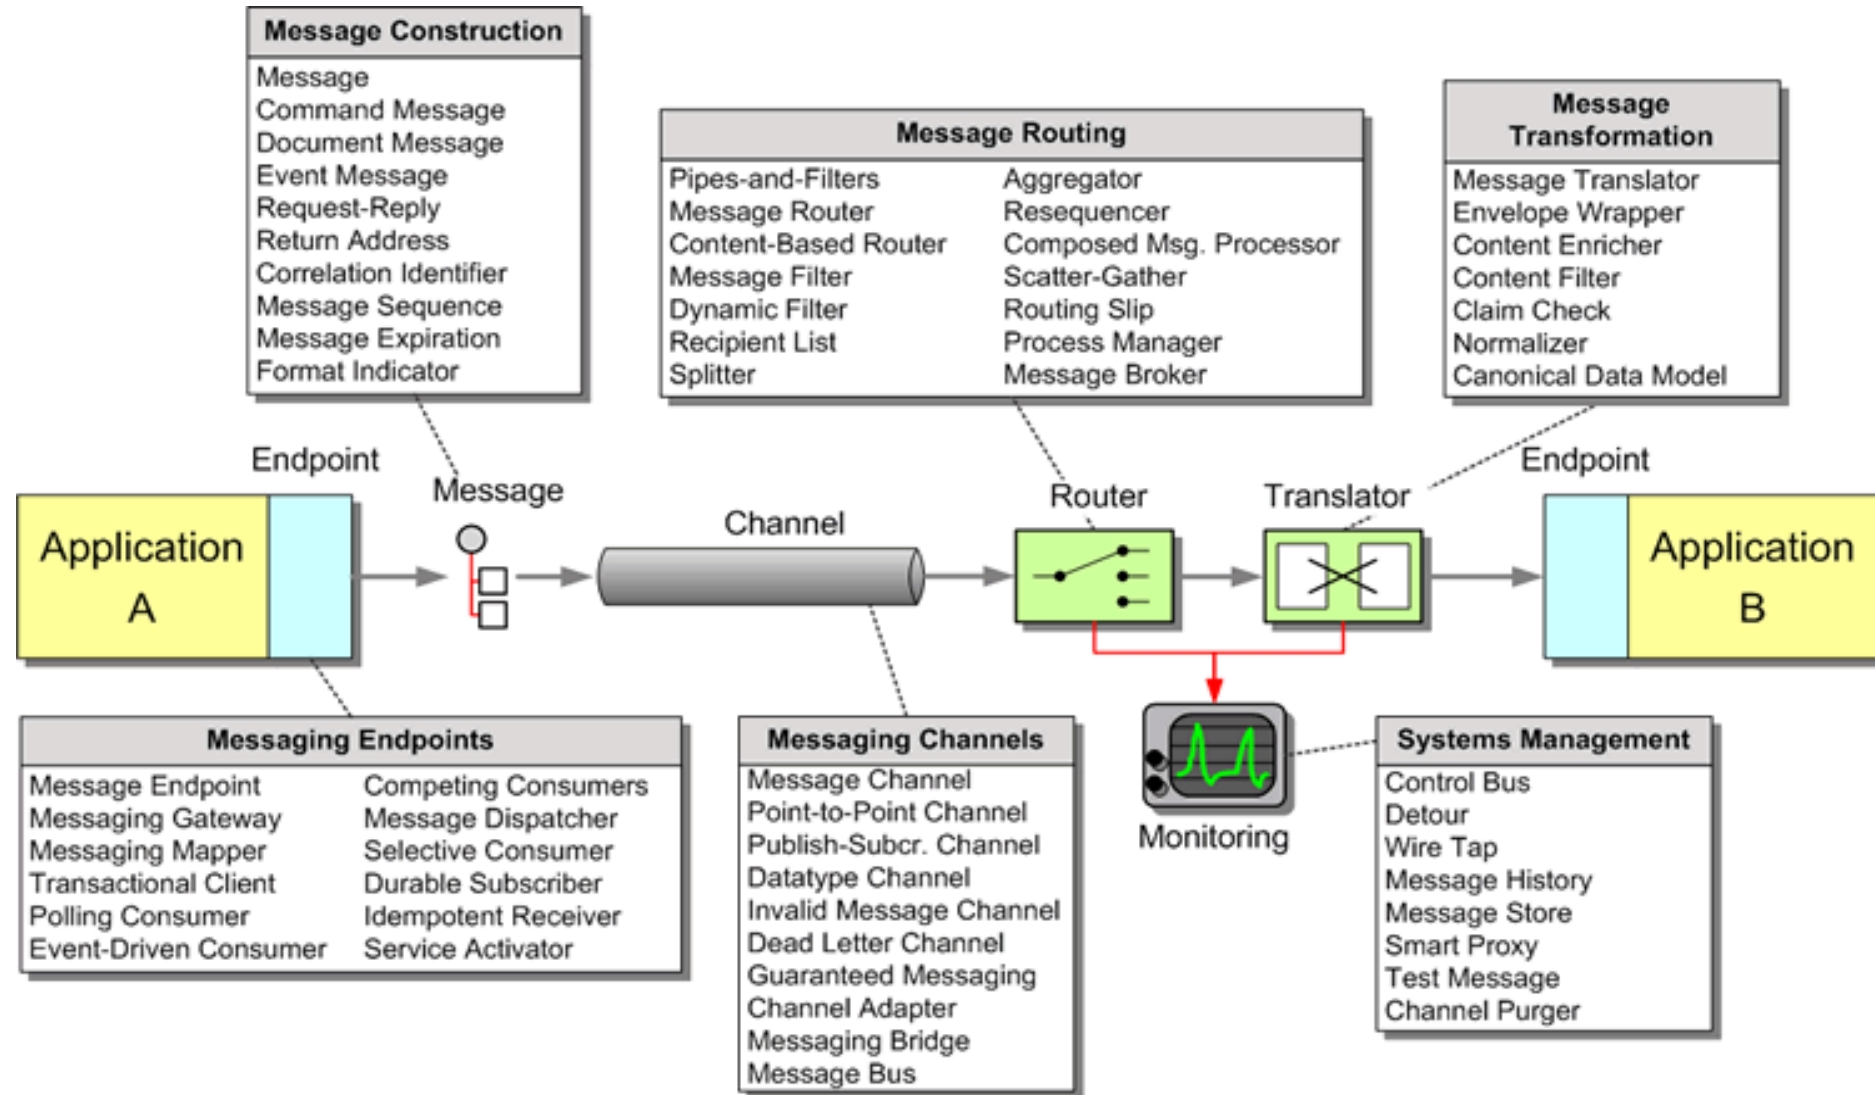 Message Construction
Message
Command Message
Document Message
Event Message
Request-Reply
Return Address
Correlation Identifier
Message Sequence
Message Expiration
Format Indicator
Message Routing
Pipes-and-Filters
Message Router
Content-Based Router
Message Filter
Dynamic Filter
Recipient List
Splitter
Aggregator
Resequencer
Composed Msg. Processor
Scatter-Gather
Routing Slip
Process Manager
Message Broker
Message
Transformation
Message Translator
Envelope Wrapper
Content Enricher
Content Filter
Claim Check
Normalizer
Canonical Data Model
Endpoint
Message
Channel
Router
Translator
Endpoint
Application
A
Application
B
Messaging Endpoints
Message Endpoint
Messaging Gateway
Messaging Mapper
Transactional Client
Polling Consumer
Event-Driven Consumer
Competing Consumers
Message Dispatcher
Selective Consumer
Durable Subscriber
Idempotent Receiver
Service Activator
Messaging Channels
Message Channel
Point-to-Point Channel
Publish-Subcr. Channel
Datatype Channel
Invalid Message Channel
Dead Letter Channel
Guaranteed Messaging
Channel Adapter
Messaging Bridge
Message Bus
Monitoring
Systems Management
Control Bus
Detour
Wire Tap
Message History
Message Store
Smart Proxy
Test Message
Channel Purger